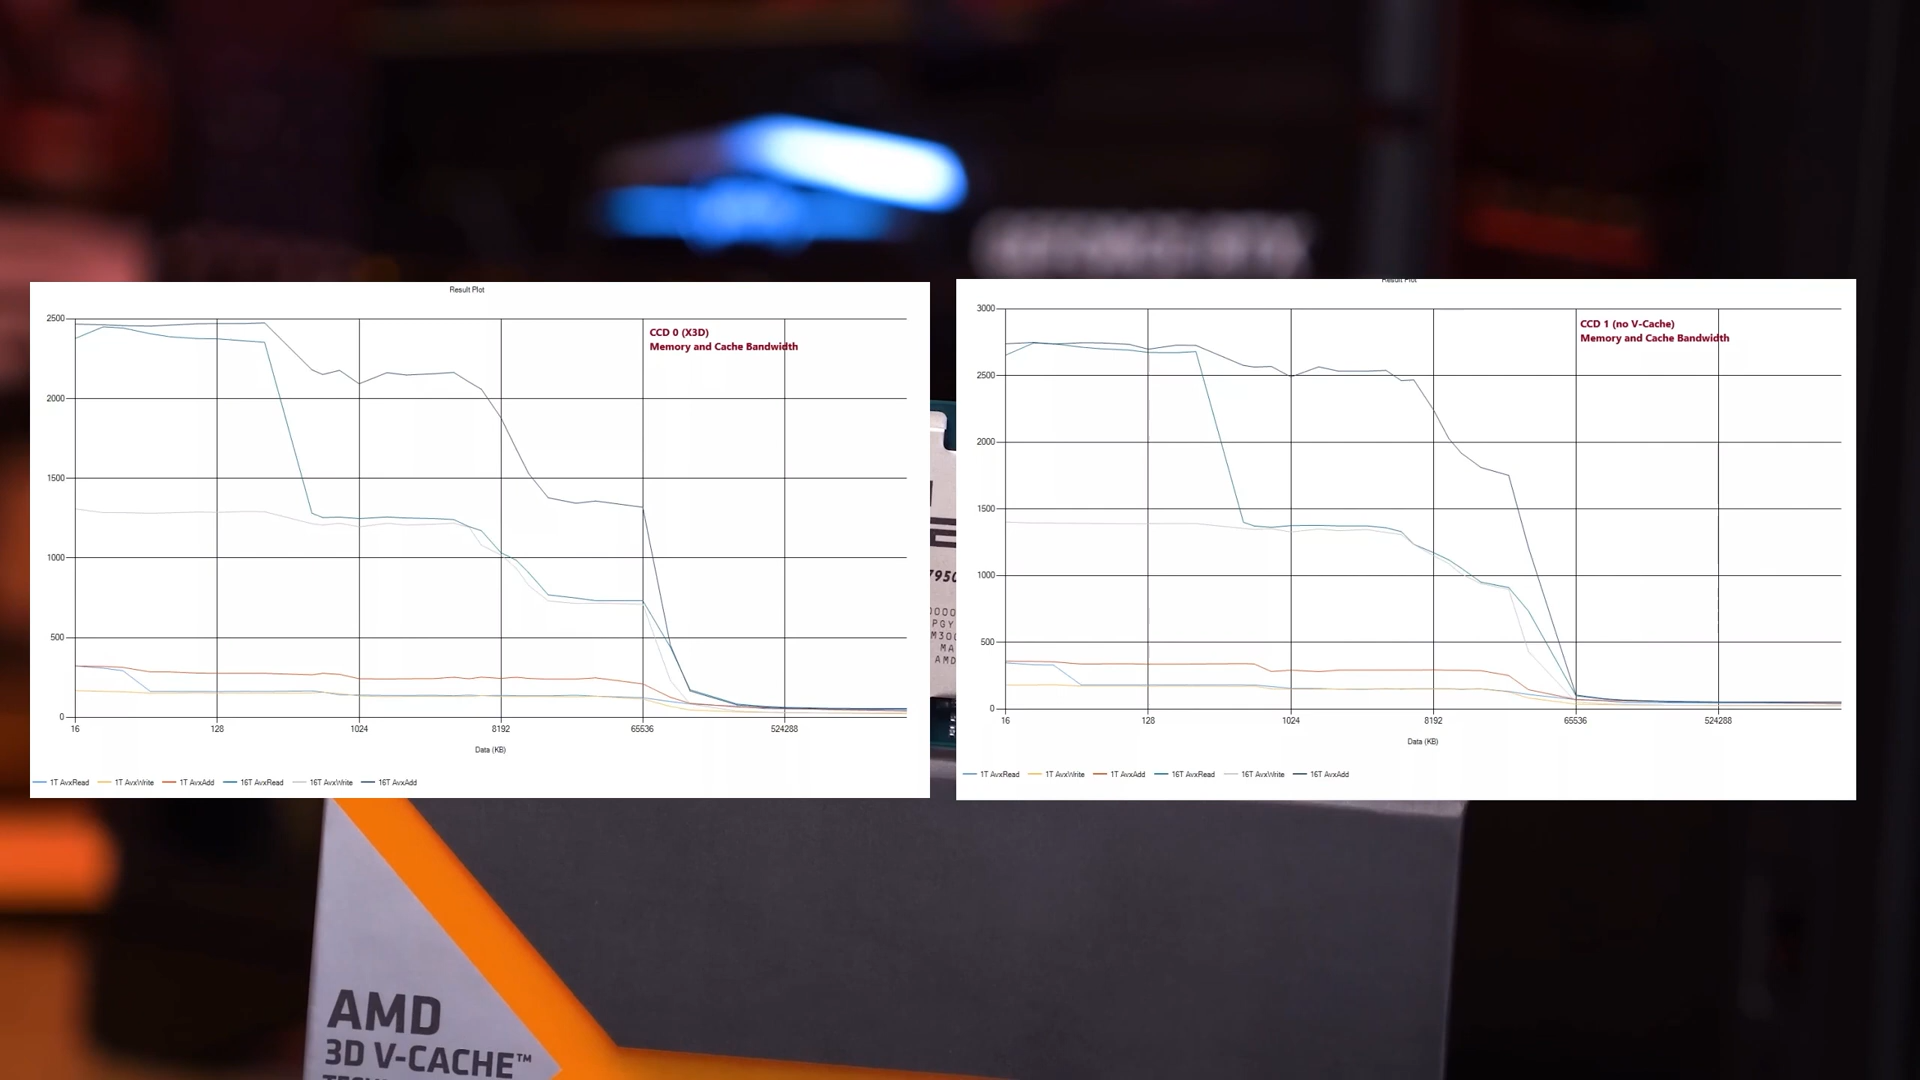 Result Plot
CCD 0 (X3D)
Memory and Cache Bandwidth
2500
2000
1500
1000
500
0
16
128
1024
8192
65536
524288
Data (KB)
1T AvxRead
1T AvxWrite
1T AvxAdd
16T AvxRead
16T AvxWrite
16T AvxAdd
Result Plot
CCD 1 (no V-Cache)
Memory and Cache Bandwidth
3000
2500
2000
1500
1000
500
0
16
128
1024
8192
65536
524288
Data (KB)
1T AvxRead
1T AvxWrite
1T AvxAdd
16T AvxRead
16T AvxWrite
16T AvxAdd
AMD
3D V-CACHE™